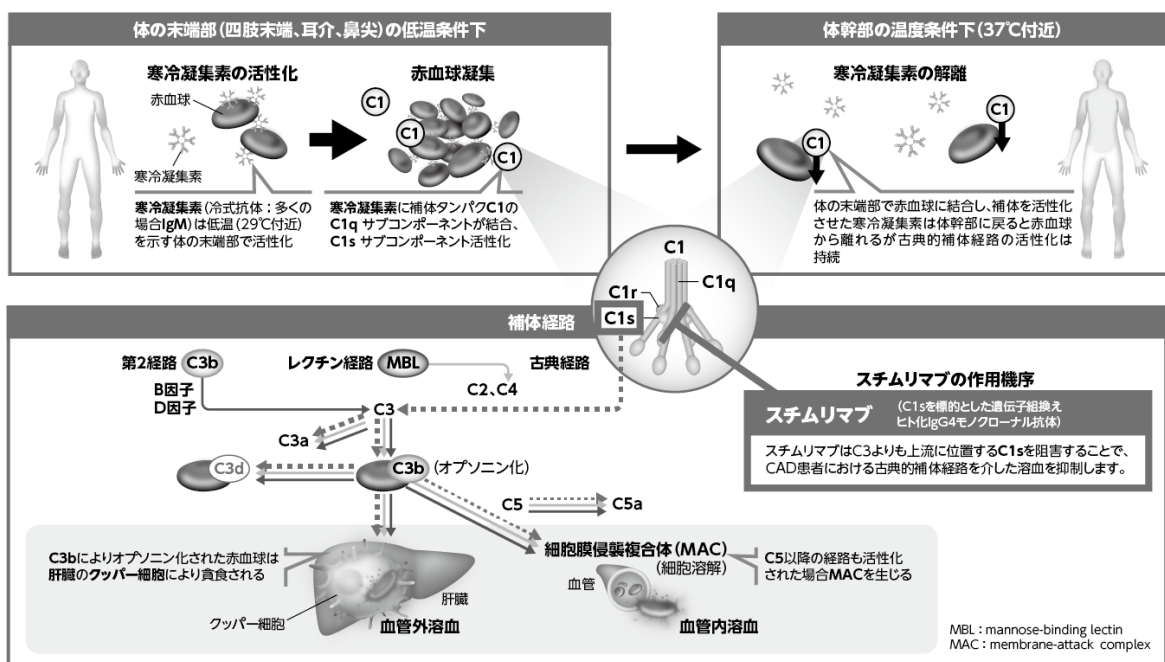 体の末端部(四肢末端、耳介、鼻尖)の低温条件下
寒冷凝集素の活性化
赤血球凝集
赤血球
C1
C1
C1
寒冷凝集素
寒冷凝集素(冷式抗体;多くの
場合IgM)は低温(29℃付近)
を示す体の末端部で活性化
寒冷凝集素に補体タンパクC1の
C1q サブコンポーネントが結合、
C1s サブコンポーネント活性化
体幹部の温度条件下(37℃付近)
寒冷凝集素の解離
C1
C1
体の末端部で赤血球に結合し、補体を活性化
させた寒冷凝集素は体幹部に戻ると赤血球
から離れるが古典的補体経路の活性化は
持続
C1
C1q
C1r
C1s
補体経路
第2経路 C3b
B因子
D因子
レクチン経路 MBL
古典経路
C2、C4
C3
C3a
C3d
C3b (オプソニン化)
C5
C5a
スチムリマブの作用機序
スチムリマブ
(C1sを標的とした遺伝子組換え
ヒト化IgG4モノクローナル抗体)
スチムリマブはC3よりも上流に位置するC1sを阻害することで、
CAD患者における古典的補体経路を介した溶血を抑制します。
C3bによりオプソニン化された赤血球は
肝臓のクッパー細胞により貪食される
クッパー細胞
肝臓
血管外溶血
細胞膜侵襲複合体(MAC)
(細胞溶解)
血管
血管内溶血
C5以降の経路も活性化
された場合MACを生じる
MBL:mannose-binding lectin
MAC:membrane-attack complex